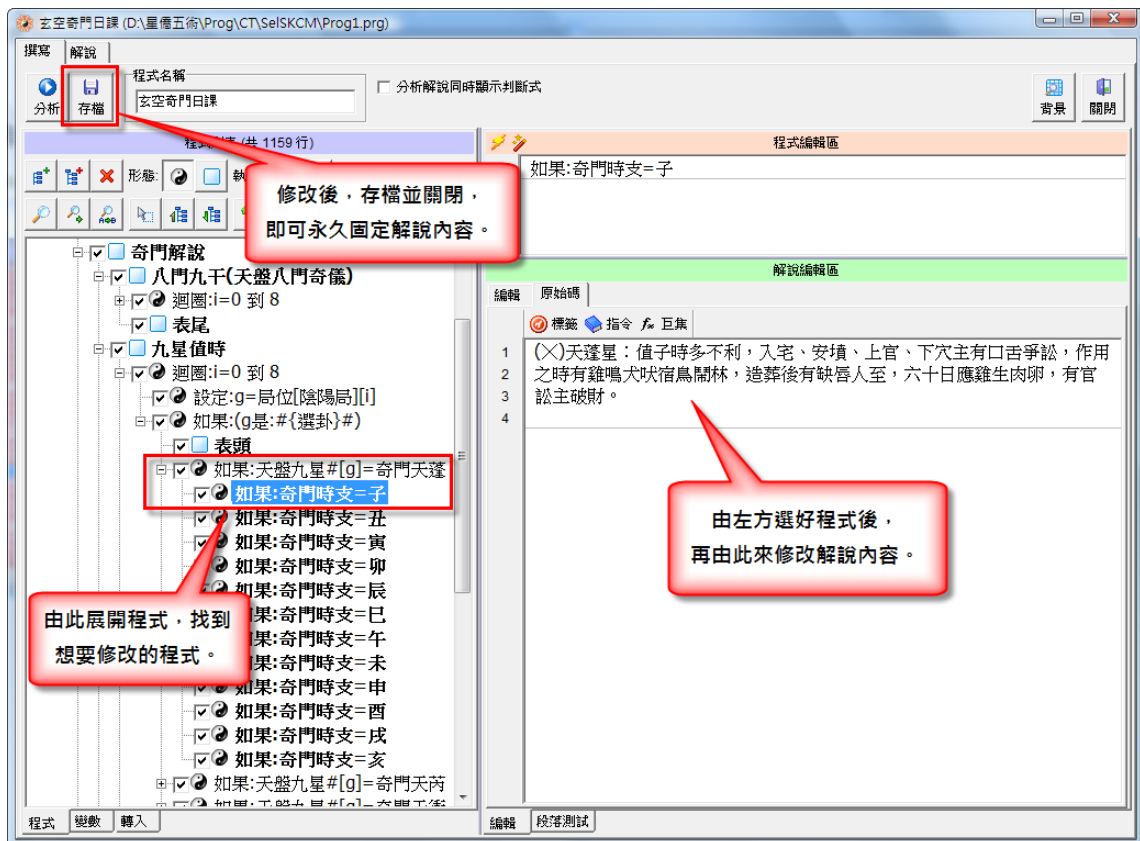 玄空奇門日課 (D:\星僑五術\Prog\CT\SelSKCM\Prog1.prg)
撰寫 解說
分析 存檔
程式名稱
玄空奇門日課
分析解說同時顯示判斷式
背景 關閉
(共 1159 行)
形態:
修改後，存檔並關閉，
即可永久固定解說內容。
奇門解說
八門九干(天盤八門奇儀)
迴圈:i=0 到 8
表尾
九星值時
迴圈:i=0 到 8
設定:g=局位[陰陽局][i]
如果:(g是:#{選卦}#)
表頭
如果:天盤九星#[g]=奇門天蓬
如果:奇門時支=子
如果:奇門時支=丑
如果:奇門時支=寅
如果:奇門時支=卯
如果:奇門時支=辰
果:奇門時支=巳
果:奇門時支=午
果:奇門時支=未
如果:奇門時支=申
如果:奇門時支=酉
如果:奇門時支=戌
如果:奇門時支=亥
如果:天盤九星#[g]=奇門天芮
由此展開程式，找到
想要修改的程式。
程式 變數 轉入
程式編輯區
如果:奇門時支=子
解說編輯區
編輯 原始碼
標籤 指令 巨集
1 (╳)天蓬星：值子時多不利，入宅、安墳、上官、下穴主有口舌爭訟，作用
2 之時有雞鳴犬吠宿鳥鬧林，造葬後有缺唇人至，六十日應雞生肉卵，有官
3 訟主破財。
4
由左方選好程式後，
再由此來修改解說內容。
編輯 段落測試